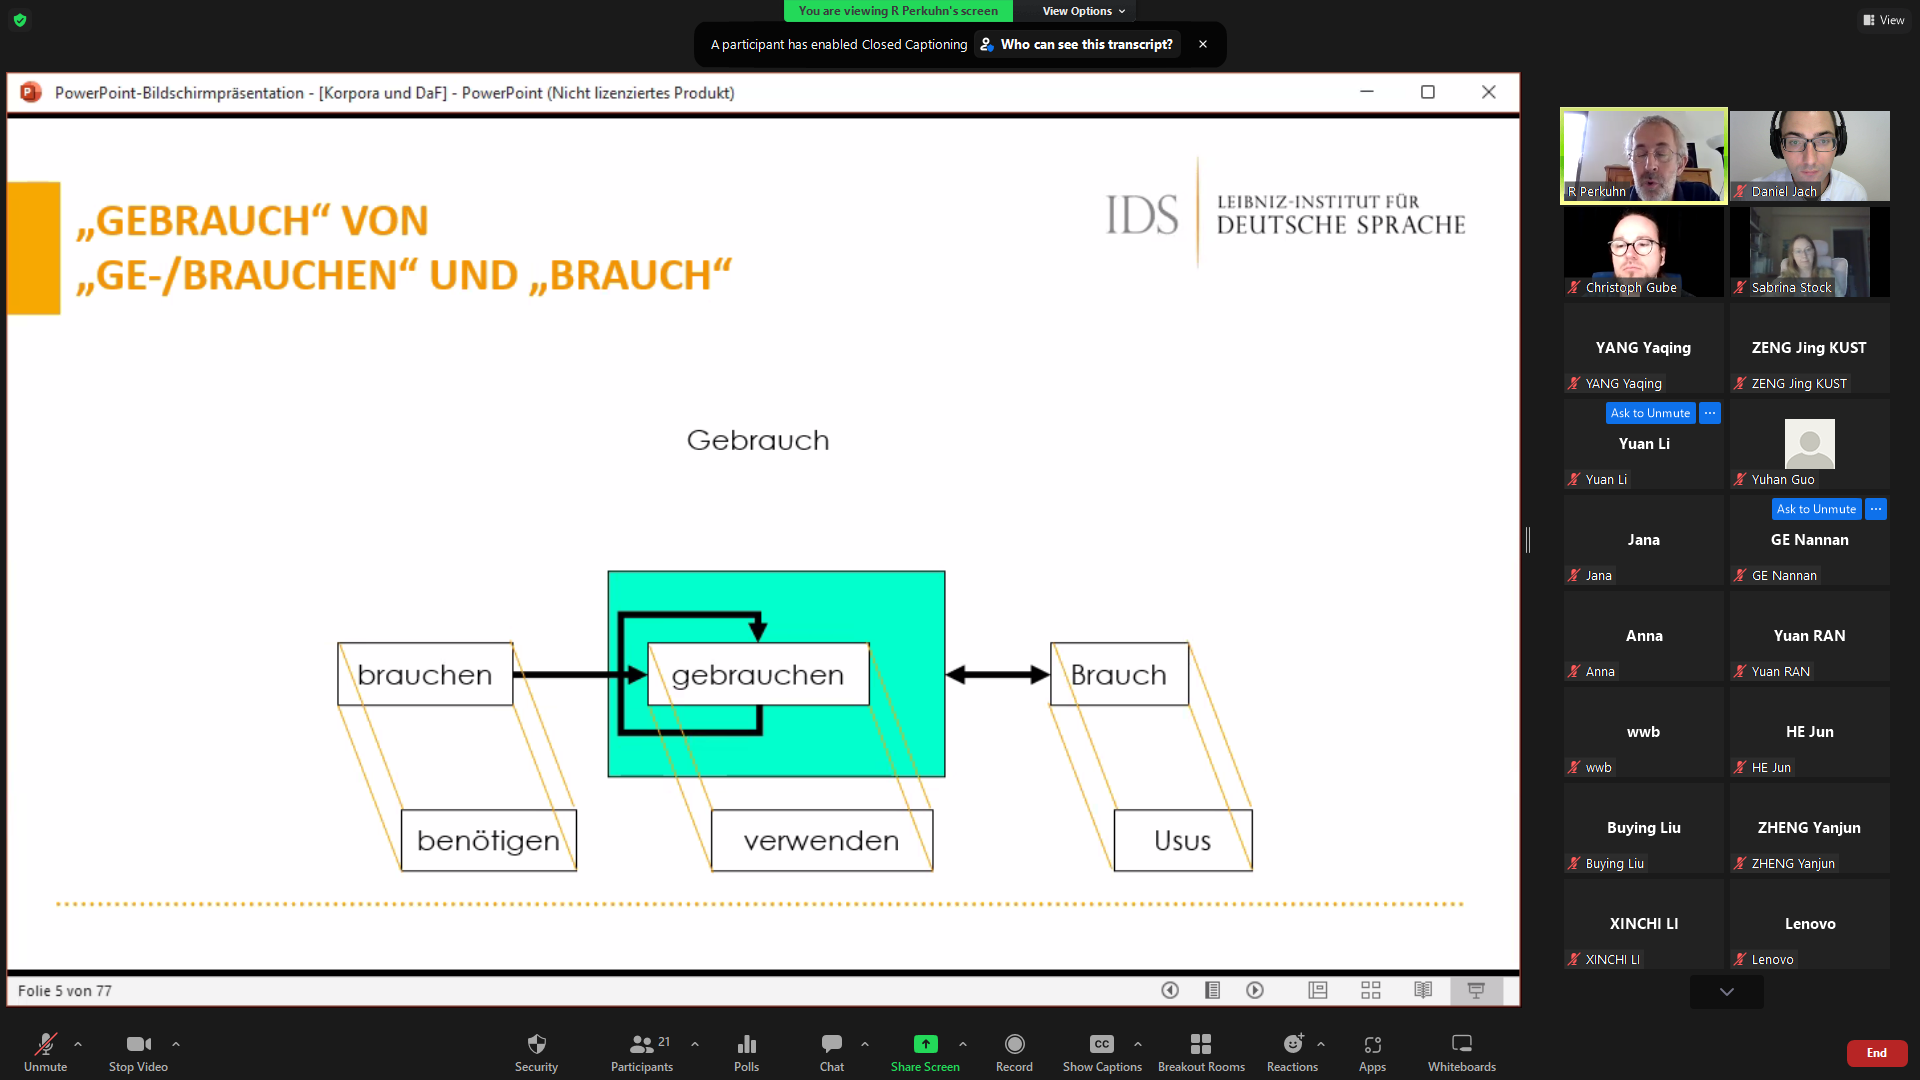 You are viewing R Perkuhn's screen
View Options
View
A participant has enabled Closed Captioning
Who can see this transcript?
PowerPoint-Bildschirmpräsentation - [Korpora und DaF] - PowerPoint (Nicht lizenziertes Produkt)
„GEBRAUCH“ VON
„GE-/BRAUCHEN“ UND „BRAUCH“
IDS
LEIBNIZ-INSTITUT FÜR
DEUTSCHE SPRACHE
Gebrauch
brauchen
gebrauchen
Brauch
benötigen
verwenden
Usus
Folie 5 von 77
R Perkuhn
Daniel Jach
Christoph Gube
Sabrina Stock
YANG Yaqing
YANG Yaqing
ZENG Jing KUST
ZENG Jing KUST
Ask to Unmute
...
Yuan Li
Yuan Li
Yuhan Guo
Jana
Jana
Ask to Unmute
...
GE Nannan
GE Nannan
Anna
Anna
Yuan RAN
Yuan RAN
wwb
wwb
HE Jun
HE Jun
Buying Liu
Buying Liu
ZHENG Yanjun
ZHENG Yanjun
XINCHI LI
XINCHI LI
Lenovo
Lenovo
Unmute
Stop Video
Security
21
Participants
Polls
Chat
Share Screen
Record
CC
Show Captions
Breakout Rooms
Reactions
Apps
Whiteboards
End